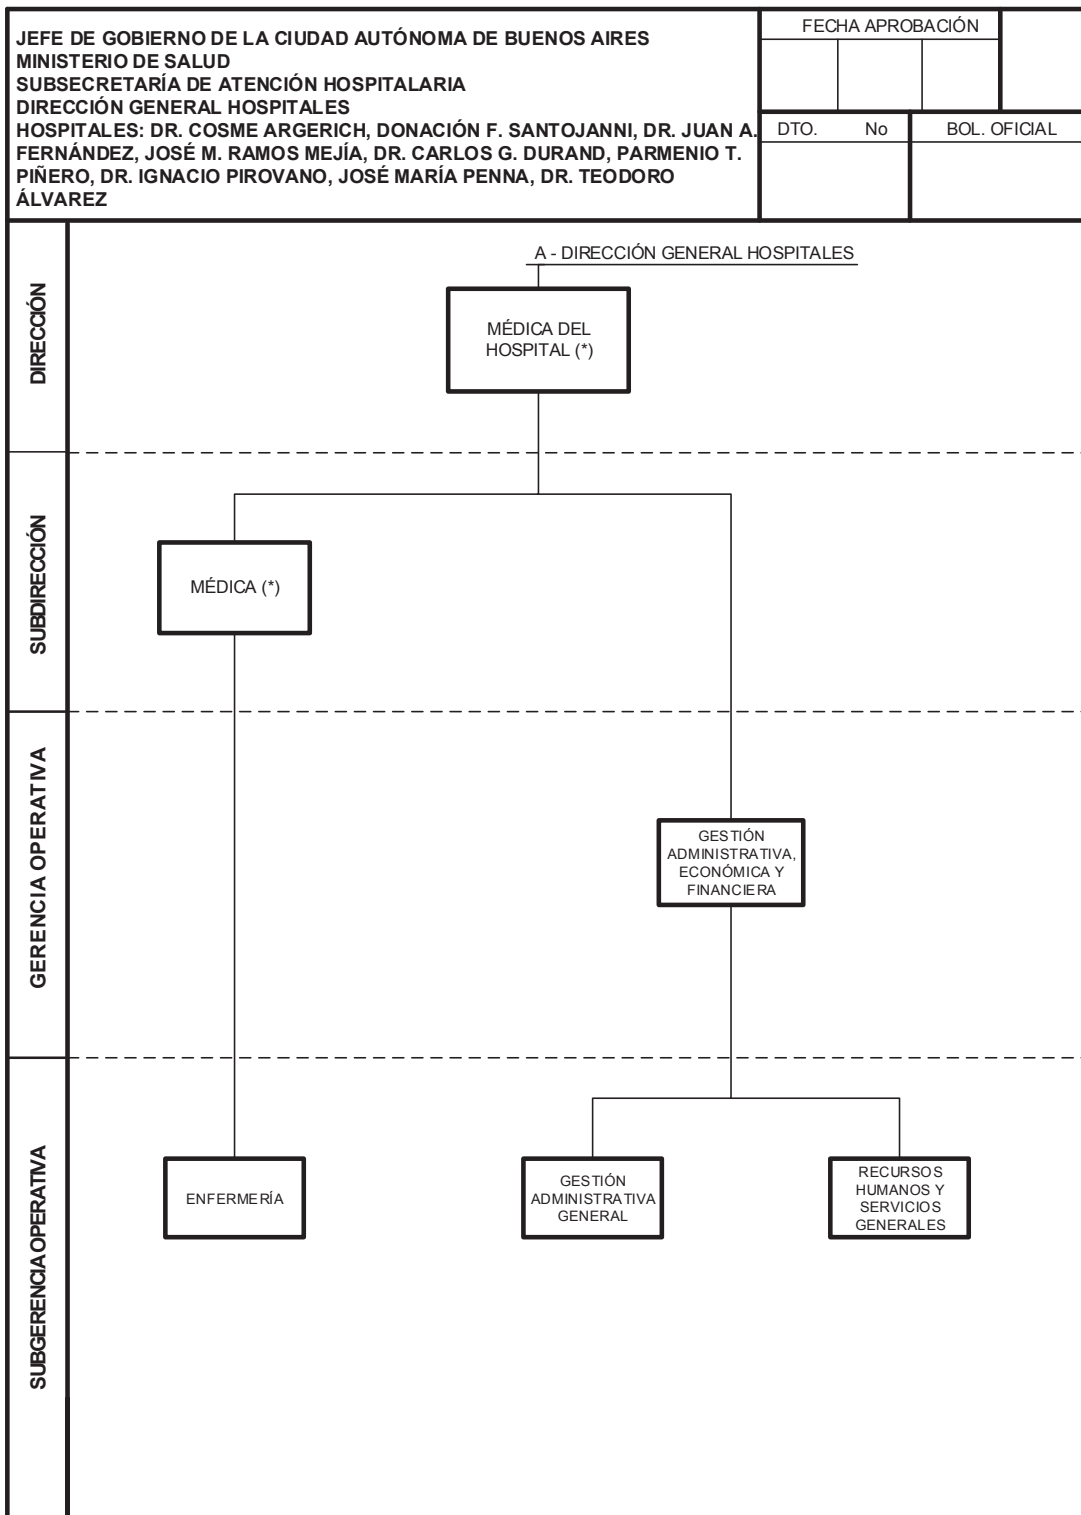 JEFE DE GOBIERNO DE LA CIUDAD AUTÓNOMA DE BUENOS AIRES
MINISTERIO DE SALUD
SUBSECRETARÍA DE ATENCIÓN HOSPITALARIA
DIRECCIÓN GENERAL HOSPITALES
HOSPITALES: DR. COSME ARGERICH, DONACIÓN F. SANTOJANNI, DR. JUAN A.
FERNÁNDEZ, JOSÉ M. RAMOS MEJÍA, DR. CARLOS G. DURAND, PARMENIO T.
PIÑERO, DR. IGNACIO PIROVANO, JOSÉ MARÍA PENNA, DR. TEODORO
ÁLVAREZ
FECHA APROBACIÓN
DTO. No
BOL. OFICIAL
DIRECCIÓN
A - DIRECCIÓN GENERAL HOSPITALES
MÉDICA DEL
HOSPITAL (*)
SUBDIRECCIÓN
MÉDICA (*)
GERENCIA OPERATIVA
GESTIÓN
ADMINISTRATIVA,
ECONÓMICA Y
FINANCIERA
SUBGERENCIA OPERATIVA
ENFERMERÍA
GESTIÓN
ADMINISTRATIVA
GENERAL
RECURSOS
HUMANOS Y
SERVICIOS
GENERALES